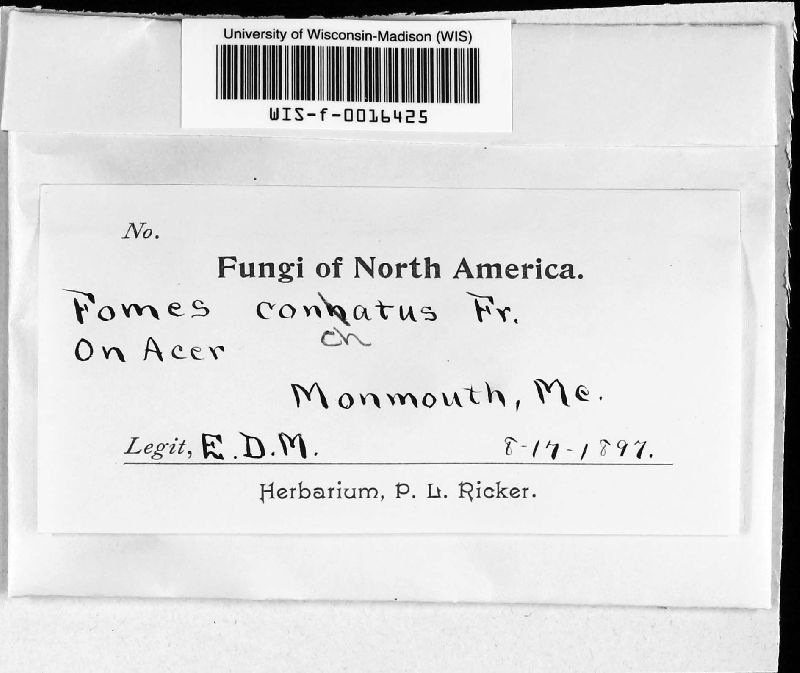 University of Wisconsin-Madison (WIS)
WIS-f-0016425
No.
Fungi of North America.
Fomes connatus Fr.
ch
On Acer
Monmouth, Me.
Legit, E. D. M. 8-17-1897.
Herbarium, P. L. Ricker.